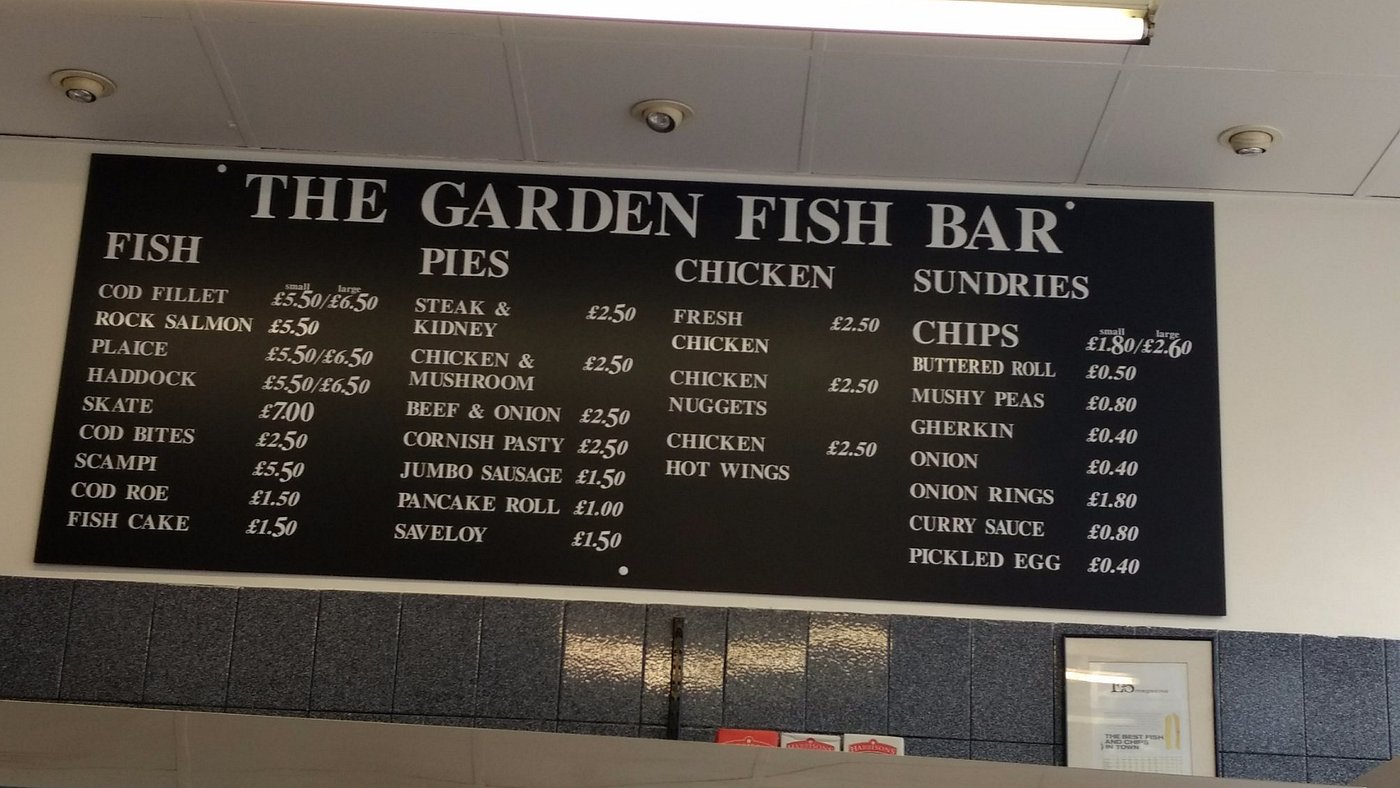 THE GARDEN FISH BAR
FISH
small large
COD FILLET £5.50/£6.50
ROCK SALMON £5.50
PLAICE £5.50/£6.50
HADDOCK £5.50/£6.50
SKATE £7.00
COD BITES £2.50
SCAMPI £5.50
COD ROE £1.50
FISH CAKE £1.50
PIES
STEAK & £2.50
KIDNEY
CHICKEN & £2.50
MUSHROOM
BEEF & ONION £2.50
CORNISH PASTY £2.50
JUMBO SAUSAGE £1.50
PANCAKE ROLL £1.00
SAVELOY £1.50
CHICKEN
FRESH £2.50
CHICKEN
CHICKEN £2.50
NUGGETS
CHICKEN £2.50
HOT WINGS
SUNDRIES
small large
CHIPS £1.80/£2.60
BUTTERED ROLL £0.50
MUSHY PEAS £0.80
GHERKIN £0.40
ONION £0.40
ONION RINGS £1.80
CURRY SAUCE £0.80
PICKLED EGG £0.40
magazine
THE BEST FISH
AND CHIPS
IN TOWN
HARRISONS
HARRISONS